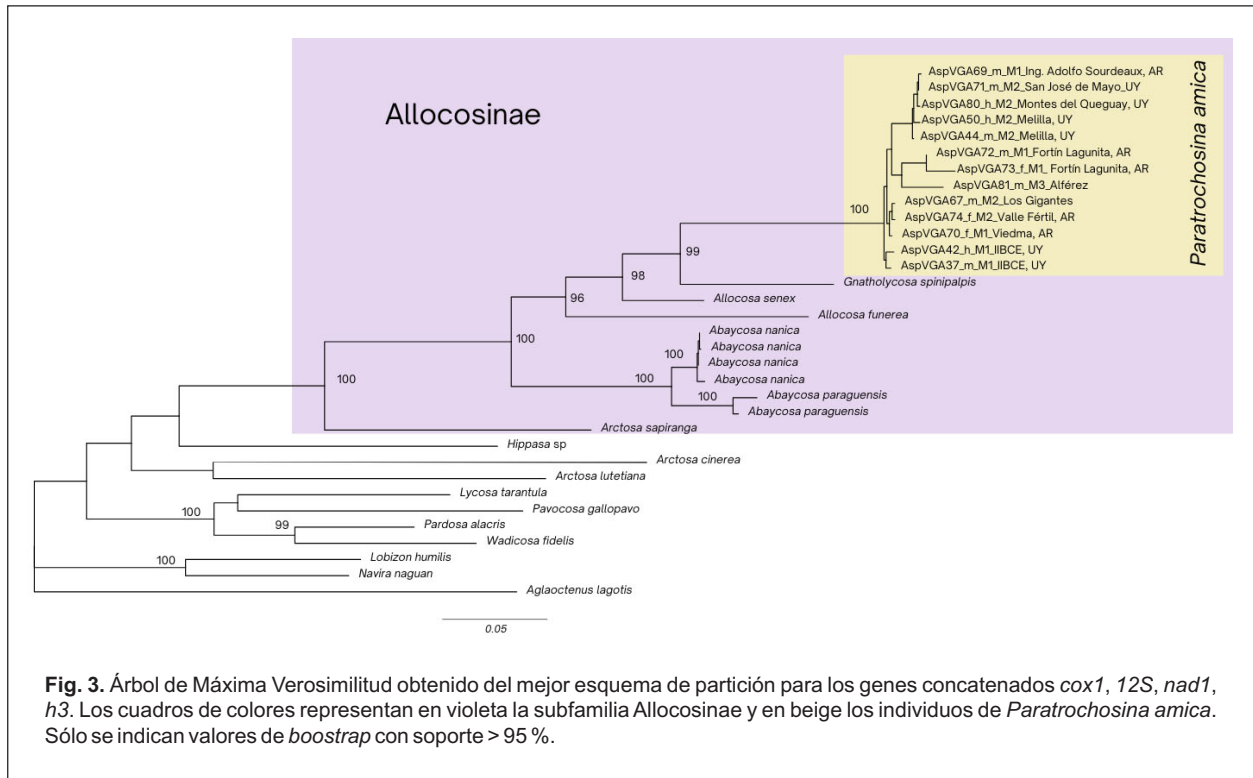 Allocosinae
Paratrochosina amica
AspVGA69_m_M1_Ing. Adolfo Sourdeaux, AR
AspVGA71_m_M2_San José de Mayo_UY
AspVGA80_h_M2_Montes del Queguay, UY
AspVGA50_h_M2_Melilla, UY
AspVGA44_m_M2_Melilla, UY
AspVGA72_m_M1_Fortín Lagunita, AR
AspVGA73_f_M1_ Fortín Lagunita, AR
AspVGA81_m_M3_Alférez
AspVGA67_m_M2_Los Gigantes
100
AspVGA74_f_M2_Valle Fértil, AR
AspVGA70_f_M1_Viedma, AR
AspVGA42_h_M1_IIBCE, UY
99
AspVGA37_m_M1_IIBCE, UY
98
Gnatholycosa spinipalpis
96
Allocosa senex
Allocosa funerea
100
Abaycosa nanica
Abaycosa nanica
100
Abaycosa nanica
100
Abaycosa nanica
100
Abaycosa paraguensis
100
Abaycosa paraguensis
Arctosa sapiranga
Hippasa sp
Arctosa cinerea
Arctosa lutetiana
Lycosa tarantula
100
Pavocosa gallopavo
99
Pardosa alacris
Wadicosa fidelis
100
Lobizon humilis
Navira naguan
Aglaoctenus lagotis
0.05
Fig. 3. Árbol de Máxima Verosimilitud obtenido del mejor esquema de partición para los genes concatenados cox1, 12S, nad1,
h3. Los cuadros de colores representan en violeta la subfamilia Allocosinae y en beige los individuos de Paratrochosina amica.
Sólo se indican valores de boostrap con soporte > 95 %.